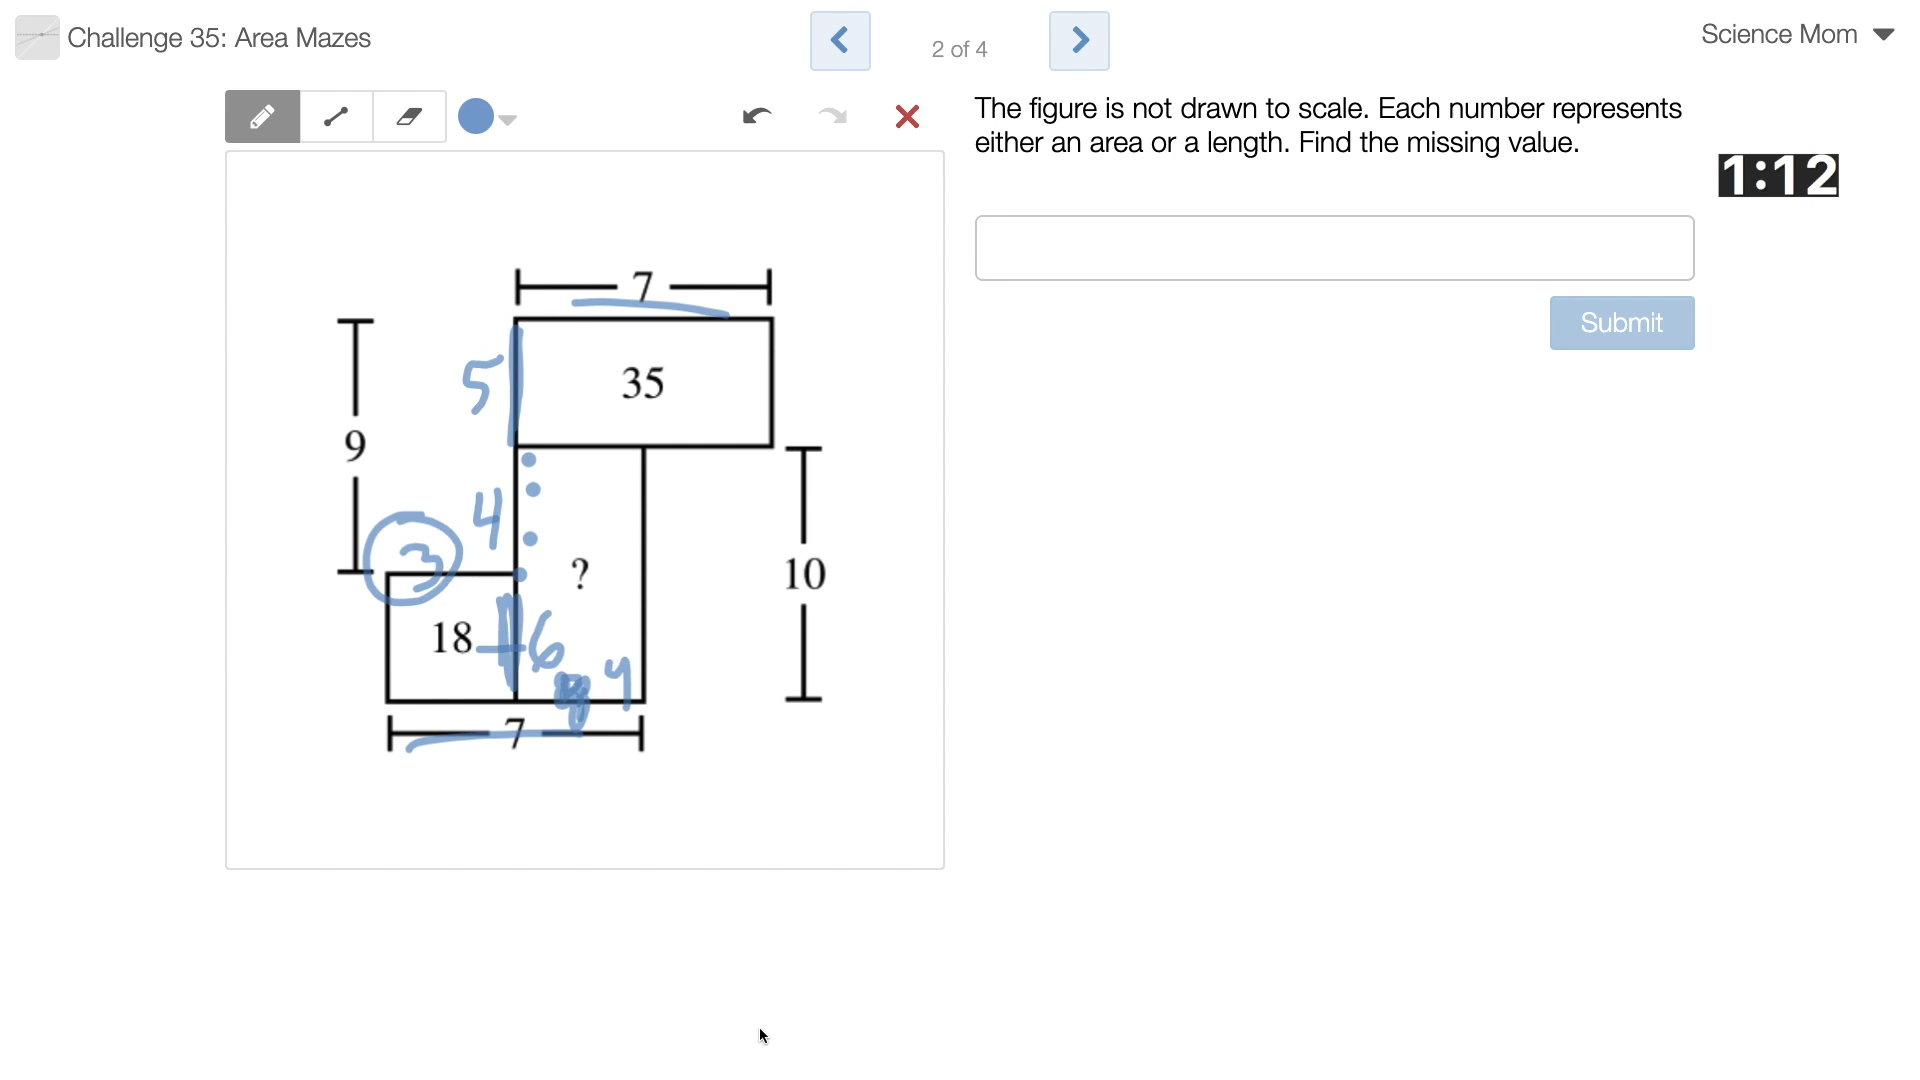 Challenge 35: Area Mazes
2 of 4
Science Mom
The figure is not drawn to scale. Each number represents
either an area or a length. Find the missing value.
1:12
Submit
7
5
35
9
4
3
?
10
18
6
4
7